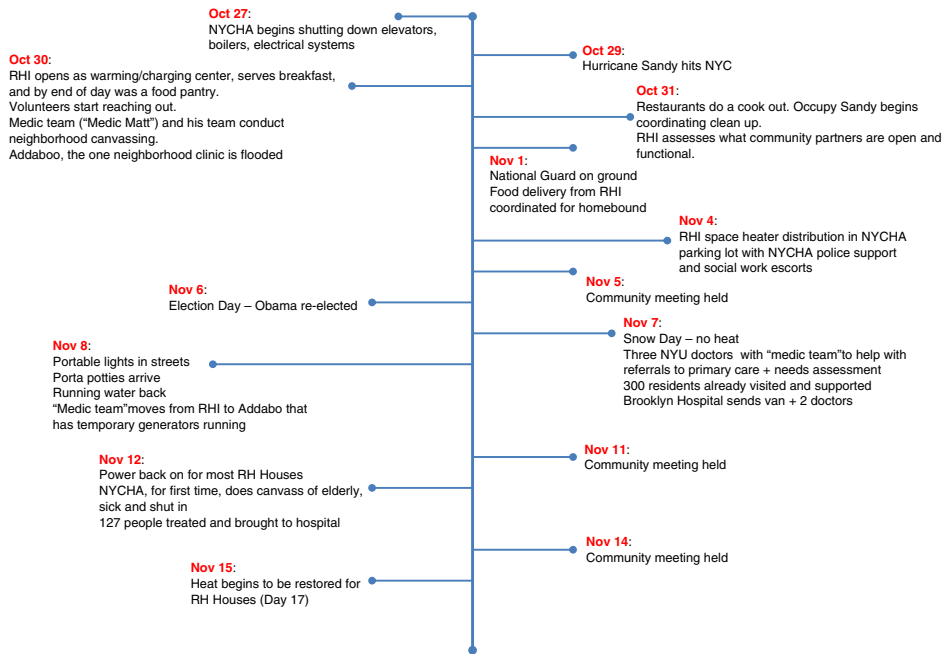 Oct 27:
NYCHA begins shutting down elevators,
boilers, electrical systems
Oct 29:
Hurricane Sandy hits NYC
Oct 30:
RHI opens as warming/charging center, serves breakfast,
and by end of day was a food pantry.
Volunteers start reaching out.
Medic team (“Medic Matt”) and his team conduct
neighborhood canvassing.
Addaboo, the one neighborhood clinic is flooded
Oct 31:
Restaurants do a cook out. Occupy Sandy begins
coordinating clean up.
RHI assesses what community partners are open and
functional.
Nov 1:
National Guard on ground
Food delivery from RHI
coordinated for homebound
Nov 4:
RHI space heater distribution in NYCHA
parking lot with NYCHA police support
and social work escorts
Nov 5:
Community meeting held
Nov 6:
Election Day – Obama re-elected
Nov 7:
Snow Day – no heat
Three NYU doctors with “medic team”to help with
referrals to primary care + needs assessment
300 residents already visited and supported
Brooklyn Hospital sends van + 2 doctors
Nov 8:
Portable lights in streets
Porta potties arrive
Running water back
“Medic team”moves from RHI to Addabo that
has temporary generators running
Nov 11:
Community meeting held
Nov 12:
Power back on for most RH Houses
NYCHA, for first time, does canvass of elderly,
sick and shut in
127 people treated and brought to hospital
Nov 14:
Community meeting held
Nov 15:
Heat begins to be restored for
RH Houses (Day 17)